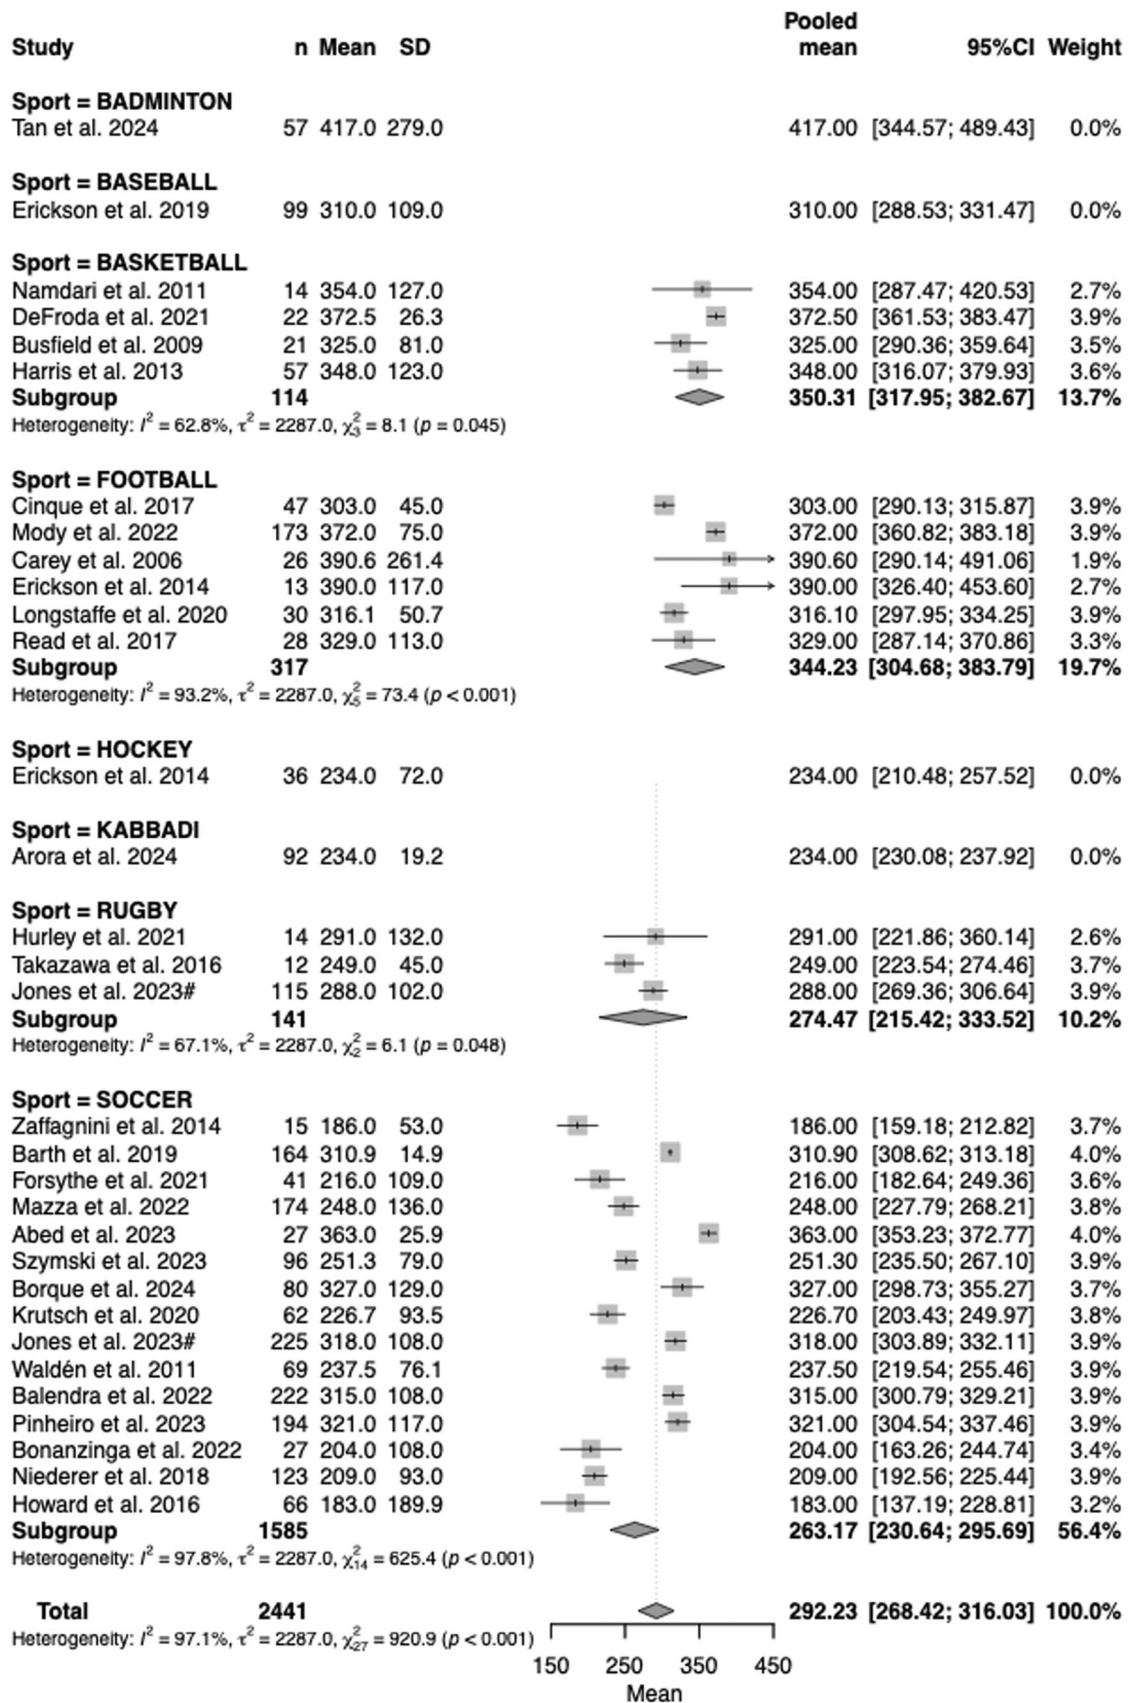 Pooled
Study n Mean SD mean 95%CI Weight
Sport = BADMINTON
Tan et al. 2024 57 417.0 279.0 417.00 [344.57; 489.43] 0.0%
Sport = BASEBALL
Erickson et al. 2019 99 310.0 109.0 310.00 [288.53; 331.47] 0.0%
Sport = BASKETBALL
Namdari et al. 2011 14 354.0 127.0 354.00 [287.47; 420.53] 2.7%
DeFroda et al. 2021 22 372.5 26.3 372.50 [361.53; 383.47] 3.9%
Busfield et al. 2009 21 325.0 81.0 325.00 [290.36; 359.64] 3.5%
Harris et al. 2013 57 348.0 123.0 348.00 [316.07; 379.93] 3.6%
Subgroup 114 350.31 [317.95; 382.67] 13.7%
Heterogeneity: I² = 62.8%, τ² = 2287.0, χ²₃ = 8.1 (p = 0.045)
Sport = FOOTBALL
Cinque et al. 2017 47 303.0 45.0 303.00 [290.13; 315.87] 3.9%
Mody et al. 2022 173 372.0 75.0 372.00 [360.82; 383.18] 3.9%
Carey et al. 2006 26 390.6 261.4 390.60 [290.14; 491.06] 1.9%
Erickson et al. 2014 13 390.0 117.0 390.00 [326.40; 453.60] 2.7%
Longstaffe et al. 2020 30 316.1 50.7 316.10 [297.95; 334.25] 3.9%
Read et al. 2017 28 329.0 113.0 329.00 [287.14; 370.86] 3.3%
Subgroup 317 344.23 [304.68; 383.79] 19.7%
Heterogeneity: I² = 93.2%, τ² = 2287.0, χ²₅ = 73.4 (p < 0.001)
Sport = HOCKEY
Erickson et al. 2014 36 234.0 72.0 234.00 [210.48; 257.52] 0.0%
Sport = KABBADI
Arora et al. 2024 92 234.0 19.2 234.00 [230.08; 237.92] 0.0%
Sport = RUGBY
Hurley et al. 2021 14 291.0 132.0 291.00 [221.86; 360.14] 2.6%
Takazawa et al. 2016 12 249.0 45.0 249.00 [223.54; 274.46] 3.7%
Jones et al. 2023# 115 288.0 102.0 288.00 [269.36; 306.64] 3.9%
Subgroup 141 274.47 [215.42; 333.52] 10.2%
Heterogeneity: I² = 67.1%, τ² = 2287.0, χ²₂ = 6.1 (p = 0.048)
Sport = SOCCER
Zaffagnini et al. 2014 15 186.0 53.0 186.00 [159.18; 212.82] 3.7%
Barth et al. 2019 164 310.9 14.9 310.90 [308.62; 313.18] 4.0%
Forsythe et al. 2021 41 216.0 109.0 216.00 [182.64; 249.36] 3.6%
Mazza et al. 2022 174 248.0 136.0 248.00 [227.79; 268.21] 3.8%
Abed et al. 2023 27 363.0 25.9 363.00 [353.23; 372.77] 4.0%
Szymski et al. 2023 96 251.3 79.0 251.30 [235.50; 267.10] 3.9%
Borque et al. 2024 80 327.0 129.0 327.00 [298.73; 355.27] 3.7%
Krutsch et al. 2020 62 226.7 93.5 226.70 [203.43; 249.97] 3.8%
Jones et al. 2023# 225 318.0 108.0 318.00 [303.89; 332.11] 3.9%
Waldén et al. 2011 69 237.5 76.1 237.50 [219.54; 255.46] 3.9%
Balendra et al. 2022 222 315.0 108.0 315.00 [300.79; 329.21] 3.9%
Pinheiro et al. 2023 194 321.0 117.0 321.00 [304.54; 337.46] 3.9%
Bonanzinga et al. 2022 27 204.0 108.0 204.00 [163.26; 244.74] 3.4%
Niederer et al. 2018 123 209.0 93.0 209.00 [192.56; 225.44] 3.9%
Howard et al. 2016 66 183.0 189.9 183.00 [137.19; 228.81] 3.2%
Subgroup 1585 263.17 [230.64; 295.69] 56.4%
Heterogeneity: I² = 97.8%, τ² = 2287.0, χ²₁₄ = 625.4 (p < 0.001)
Total 2441 292.23 [268.42; 316.03] 100.0%
Heterogeneity: I² = 97.1%, τ² = 2287.0, χ²₂₇ = 920.9 (p < 0.001)
150 250 350 450
Mean